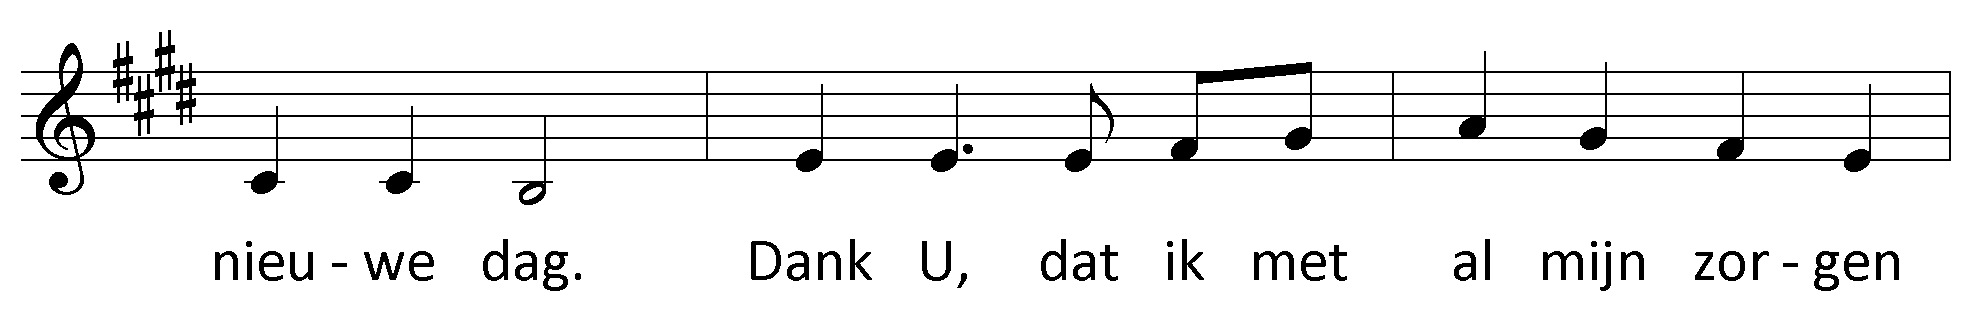 nieu - we dag. Dank U, dat ik met al mijn zor - gen